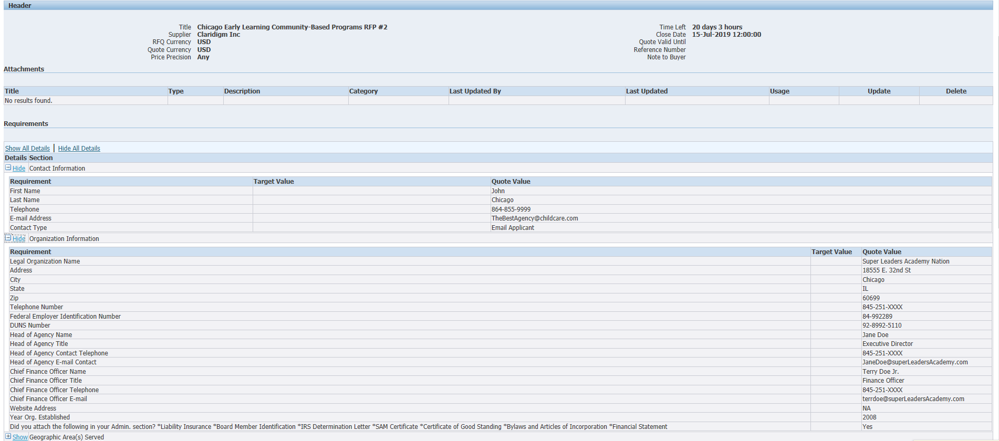 Header
Title Chicago Early Learning Community-Based Programs RFP #2 Time Left 20 days 3 hours
Supplier Claridigm Inc Close Date 15-Jul-2019 12:00:00
RFQ Currency USD Quote Valid Until
Quote Currency USD Reference Number
Price Precision Any Note to Buyer
Attachments
Title Type Description Category Last Updated By Last Updated Usage Update Delete
No results found.
Requirements
Show All Details | Hide All Details
Details Section
Hide Contact Information
Requirement Target Value Quote Value
First Name John
Last Name Chicago
Telephone 864-855-9999
E-mail Address TheBestAgency@childcare.com
Contact Type Email Applicant
Hide Organization Information
Requirement Target Value Quote Value
Legal Organization Name Super Leaders Academy Nation
Address 18555 E. 32nd St
City Chicago
State IL
Zip 60699
Telephone Number 845-251-XXXX
Federal Employer Identification Number 84-992289
DUNS Number 92-8992-5110
Head of Agency Name Jane Doe
Head of Agency Title Executive Director
Head of Agency Contact Telephone 845-251-XXXX
Head of Agency E-mail Contact JaneDoe@superLeadersAcademy.com
Chief Finance Officer Name Terry Doe Jr.
Chief Finance Officer Title Finance Officer
Chief Finance Officer Telephone 845-251-XXXX
Chief Finance Officer E-mail terrdoe@superLeadersAcademy.com
Website Address NA
Year Org. Established 2008
Did you attach the following in your Admin. section? *Liability Insurance *Board Member Identification *IRS Determination Letter *SAM Certificate *Certificate of Good Standing *Bylaws and Articles of Incorporation *Financial Statement Yes
Show Geographic Area(s) Served